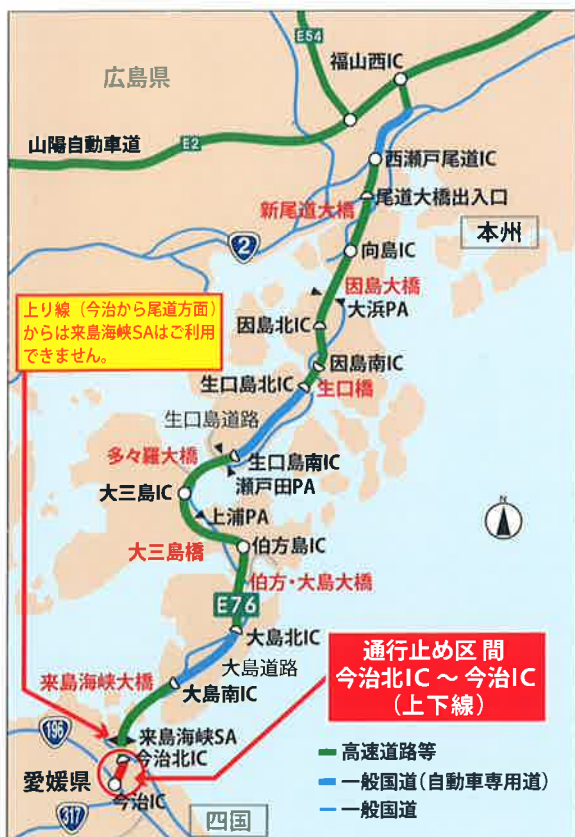 E54
福山西IC
広島県
山陽自動車道
E2
西瀬戸尾道IC
尾道大橋出入口
新尾道大橋
本州
2
向島IC
因島大橋
大浜PA
上り線（今治から尾道方面）
からは来島海峡SAはご利用
できません。
因島北IC
因島南IC
生口島北IC
生口橋
生口島道路
多々羅大橋
生口島南IC
瀬戸田PA
大三島IC
上浦PA
N
大三島橋
伯方島IC
伯方・大島大橋
E76
大島北IC
大島道路
通行止め区間
今治北IC ～ 今治IC
（上下線）
来島海峡大橋
大島南IC
196
来島海峡SA
今治北IC
愛媛県
今治IC
317
四国
高速道路等
一般国道(自動車専用道)
一般国道